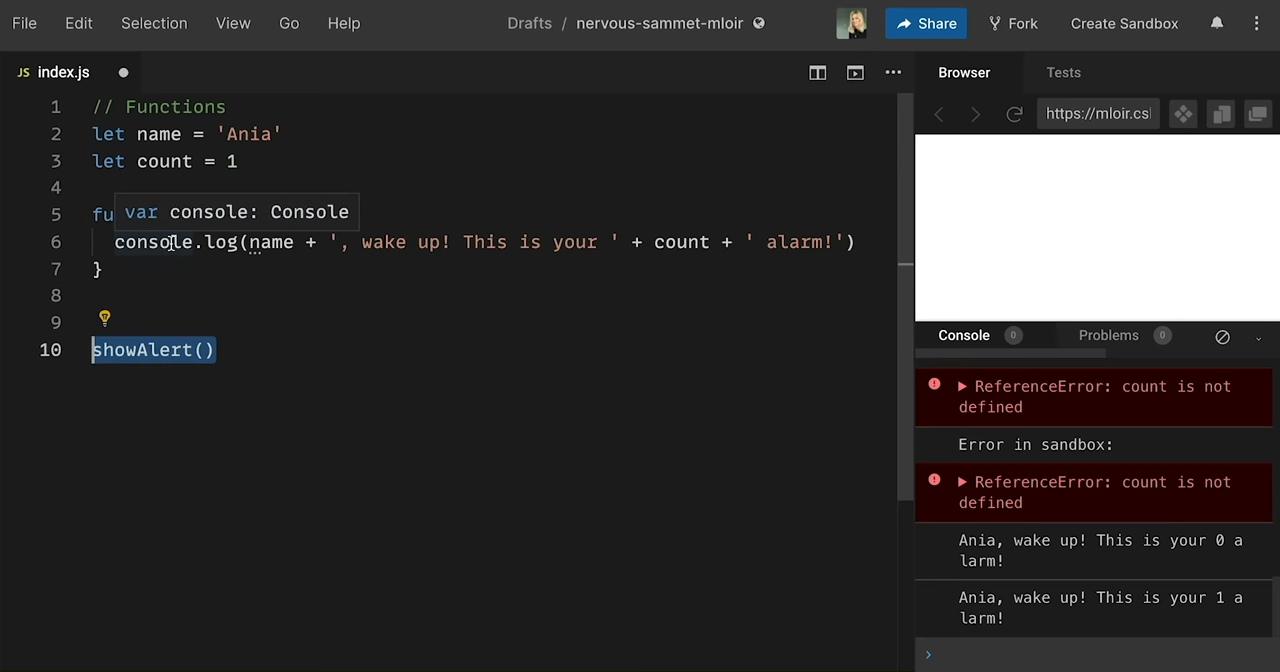 File Edit Selection View Go Help
Drafts / nervous-sammet-mloir
Share Fork Create Sandbox
JS index.js
Browser Tests
https://mloir.csl
1 // Functions
2 let name = 'Ania'
3 let count = 1
4
5 fu
var console: Console
6 console.log(name + ', wake up! This is your ' + count + ' alarm!')
7 }
8
9
10 showAlert()
Console 0 Problems 0
ReferenceError: count is not
defined
Error in sandbox:
ReferenceError: count is not
defined
Ania, wake up! This is your 0 a
larm!
Ania, wake up! This is your 1 a
larm!